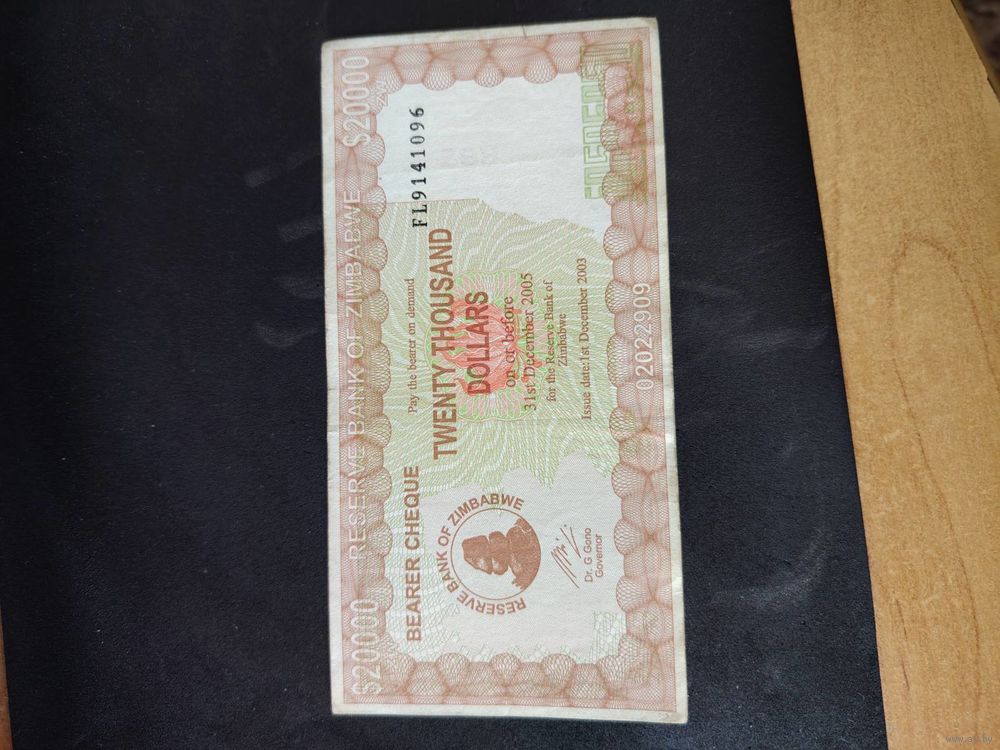 $20000 RESERVE BANK OF ZIMBABWE $20000
BEARER CHEQUE
Pay the bearer on demand
FL9141096
TWENTY THOUSAND
DOLLARS
on or before
31st December 2005
for the Reserve Bank of
Zimbabwe
Issue date:1st December 2003
RESERVE BANK OF ZIMBABWE
Dr. G Gono
Governor
02022909